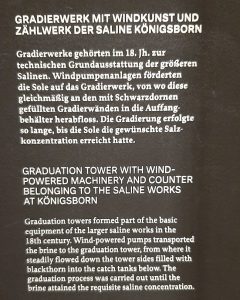 GRADIERWERK MIT WINDKUNST UND
ZÄHLWERK DER SALINE KÖNIGSBORN
Gradierwerke gehörten im 18. Jh. zur
technischen Grundausstattung der größeren
Salinen. Windpumpenanlagen förderten
die Sole auf das Gradierwerk, von wo diese
gleichmäßig an den mit Schwarzdornen
gefüllten Gradierwänden in die Auffang-
behälter herabfloss. Die Gradierung erfolgte
so lange, bis die Sole die gewünschte Salz-
konzentration erreicht hatte.
GRADUATION TOWER WITH WIND-
POWERED MACHINERY AND COUNTER
BELONGING TO THE SALINE WORKS
AT KÖNIGSBORN
Graduation towers formed part of the basic
equipment of the larger saline works in the
18th century. Wind-powered pumps transported
the brine to the graduation tower, from where it
steadily flowed down the tower sides filled with
blackthorn into the catch tanks below. The
graduation process was carried out until the
brine attained the requisite saline concentration.